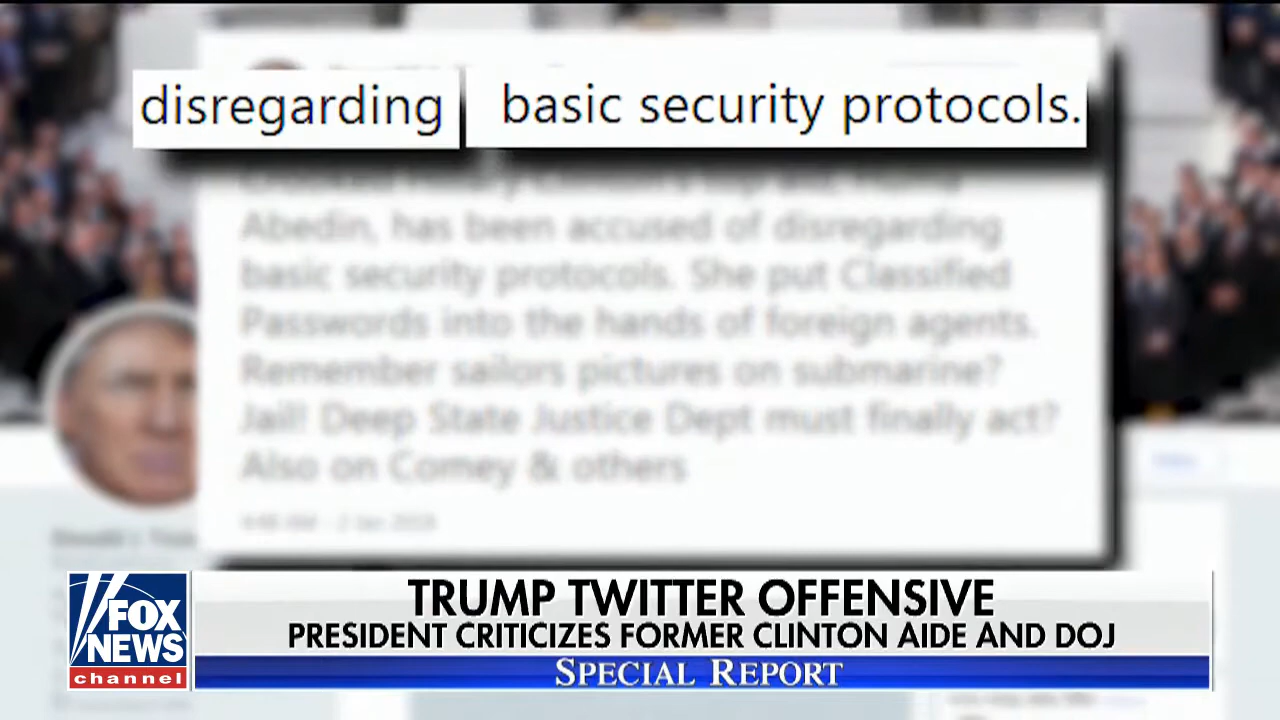 disregarding basic security protocols.
Crooked Hillary Clinton's top aid, Huma
Abedin, has been accused of disregarding
basic security protocols. She put Classified
Passwords into the hands of foreign agents.
Remember sailors pictures on submarine?
Jail! Deep State Justice Dept must finally act?
Also on Comey & others
2 Jan 2018
FOX
NEWS
channel
TRUMP TWITTER OFFENSIVE
PRESIDENT CRITICIZES FORMER CLINTON AIDE AND DOJ
SPECIAL REPORT